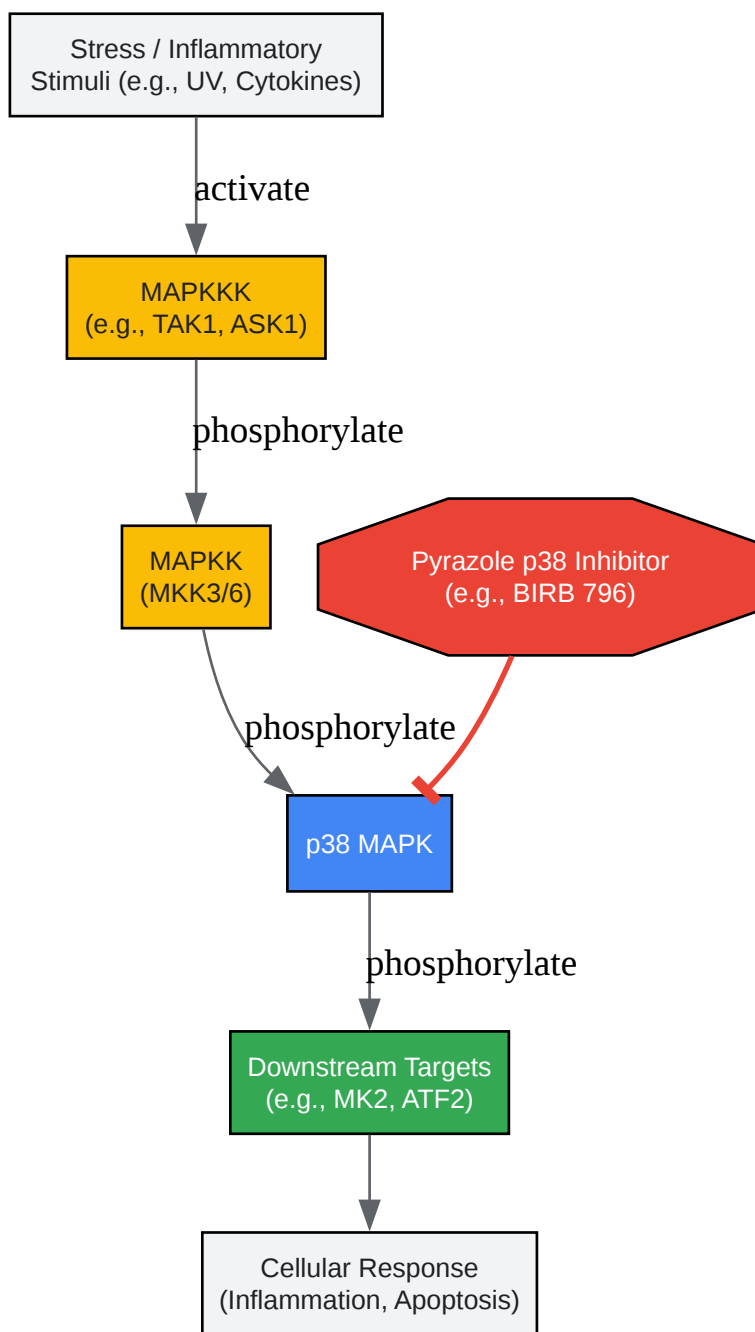 Stress / Inflammatory
Stimuli (e.g., UV, Cytokines)
activate
MAPKKK
(e.g., TAK1, ASK1)
phosphorylate
MAPKK
(MKK3/6)
Pyrazole p38 Inhibitor
(e.g., BIRB 796)
phosphorylate
p38 MAPK
phosphorylate
Downstream Targets
(e.g., MK2, ATF2)
Cellular Response
(Inflammation, Apoptosis)